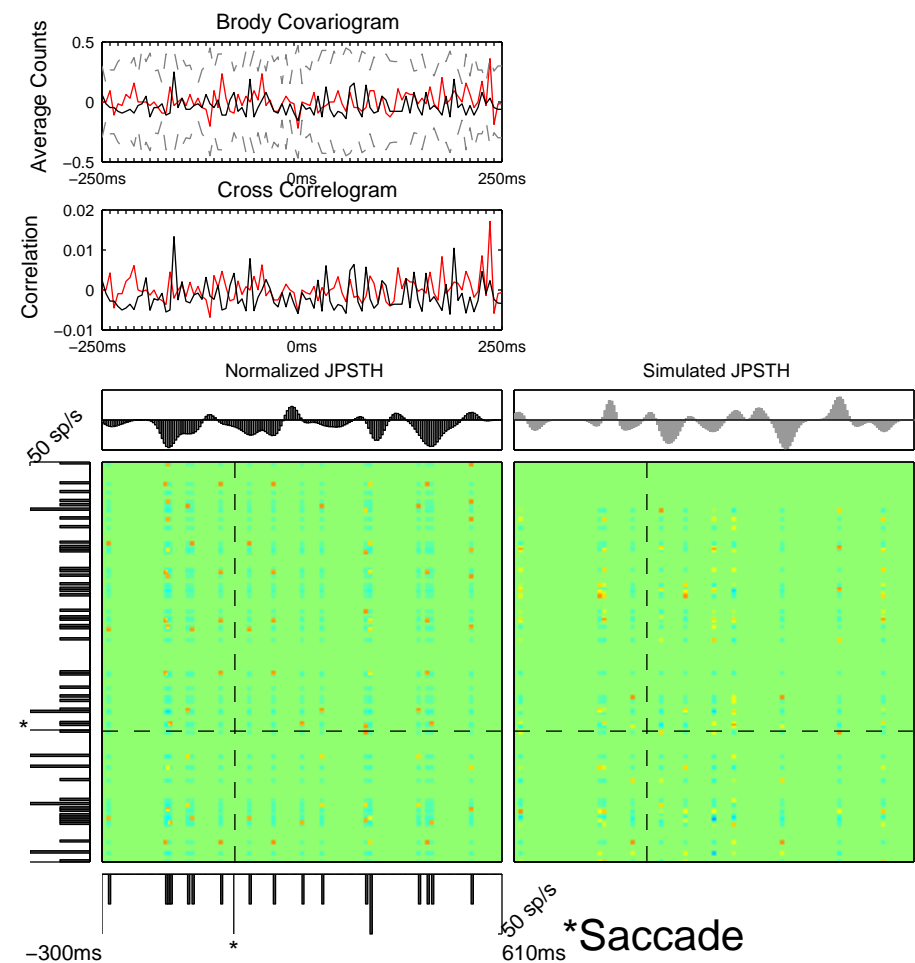 Brody Covariogram
Average Counts
0.5
0
−0.5
−250ms
0ms
250ms
Cross Correlogram
Correlation
0.02
0.01
0
−0.01
−250ms
0ms
250ms
Normalized JPSTH
Simulated JPSTH
50 sp/s
*
50 sp/s
*
−300ms
610ms
*Saccade